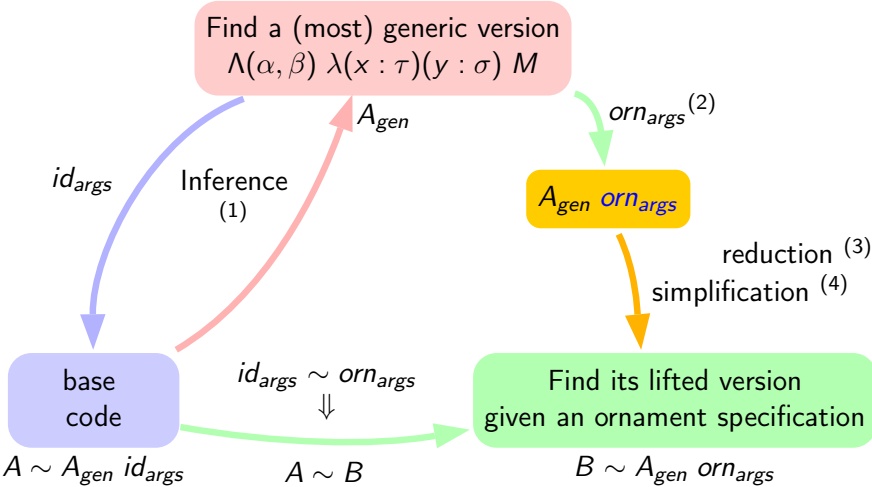 Find a (most) generic version
Λ(α, β) λ(x : τ)(y : σ) M
A_gen
orn_args (2)
id_args
Inference
(1)
A_gen orn_args
reduction (3)
simplification (4)
base
code
id_args ∼ orn_args
⇓
Find its lifted version
given an ornament specification
A ∼ A_gen id_args
A ∼ B
B ∼ A_gen orn_args